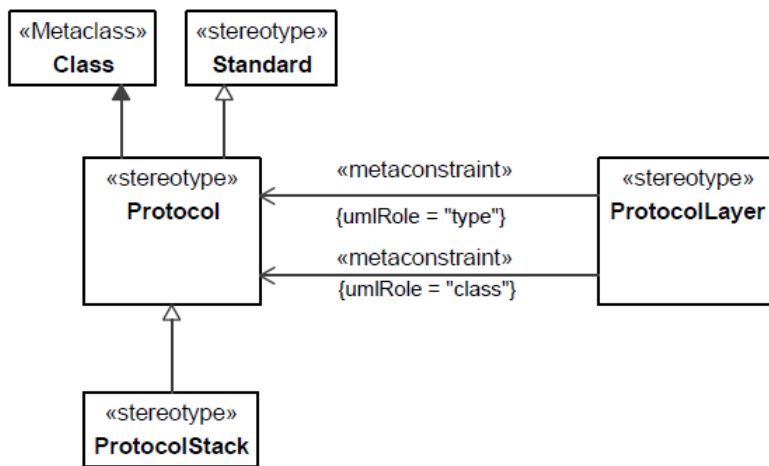 «Metaclass»
Class
«stereotype»
Standard
«stereotype»
Protocol
«metaconstraint»
{umlRole = "type"}
«metaconstraint»
{umlRole = "class"}
«stereotype»
ProtocolLayer
«stereotype»
ProtocolStack